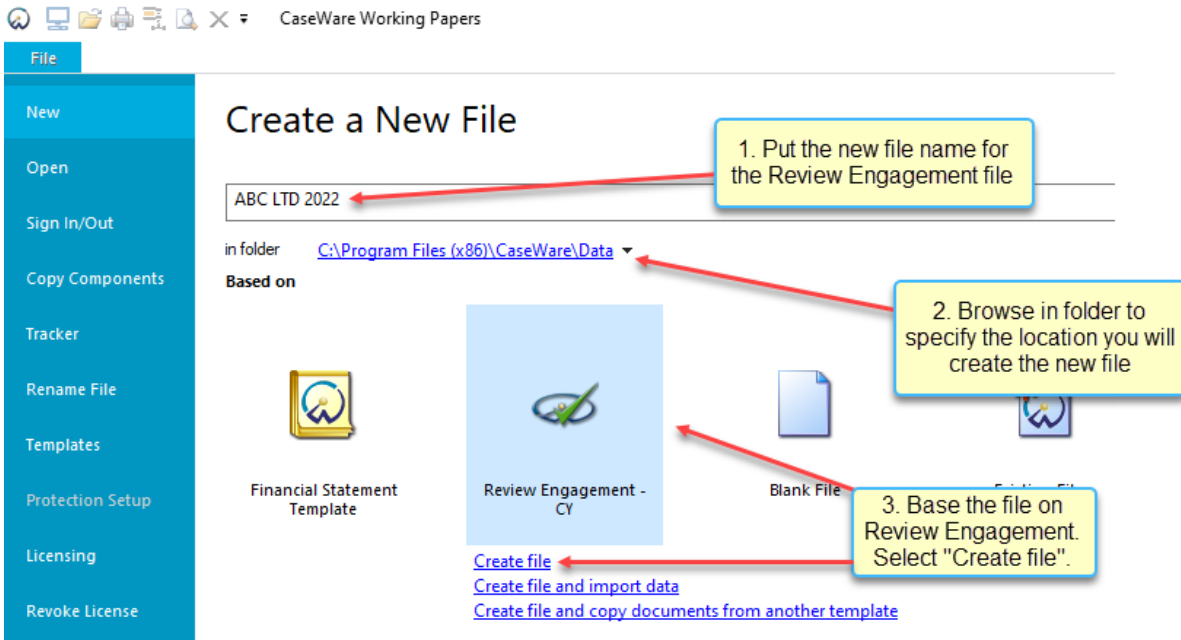 CaseWare Working Papers
File
New
Open
Sign In/Out
Copy Components
Tracker
Rename File
Templates
Protection Setup
Licensing
Revoke License
Create a New File
1. Put the new file name for
the Review Engagement file
ABC LTD 2022
in folder C:\Program Files (x86)\CaseWare\Data
Based on
2. Browse in folder to
specify the location you will
create the new file
Financial Statement
Template
Review Engagement -
CY
Blank File
3. Base the file on
Review Engagement.
Select "Create file".
Create file
Create file and import data
Create file and copy documents from another template